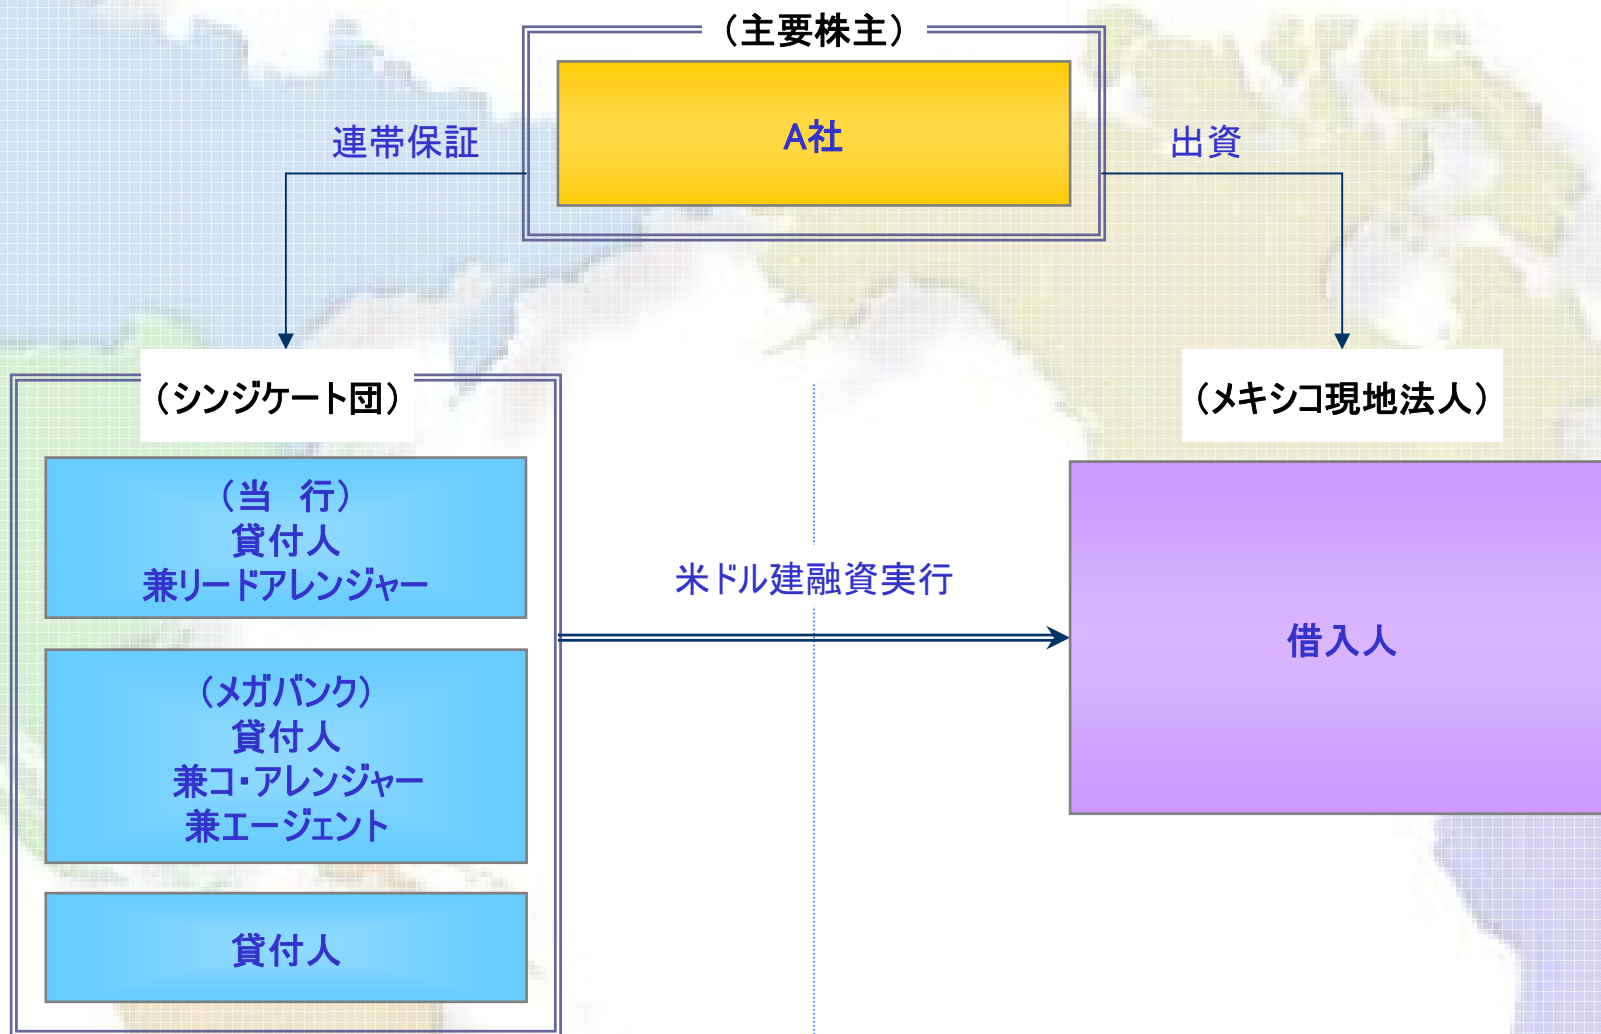 （主要株主）
A社
連帯保証
出資
（シンジケート団）
（メキシコ現地法人）
（当　行）
貸付人
兼リードアレンジャー
米ドル建融資実行
借入人
（メガバンク）
貸付人
兼コ・アレンジャー
兼エージェント
貸付人